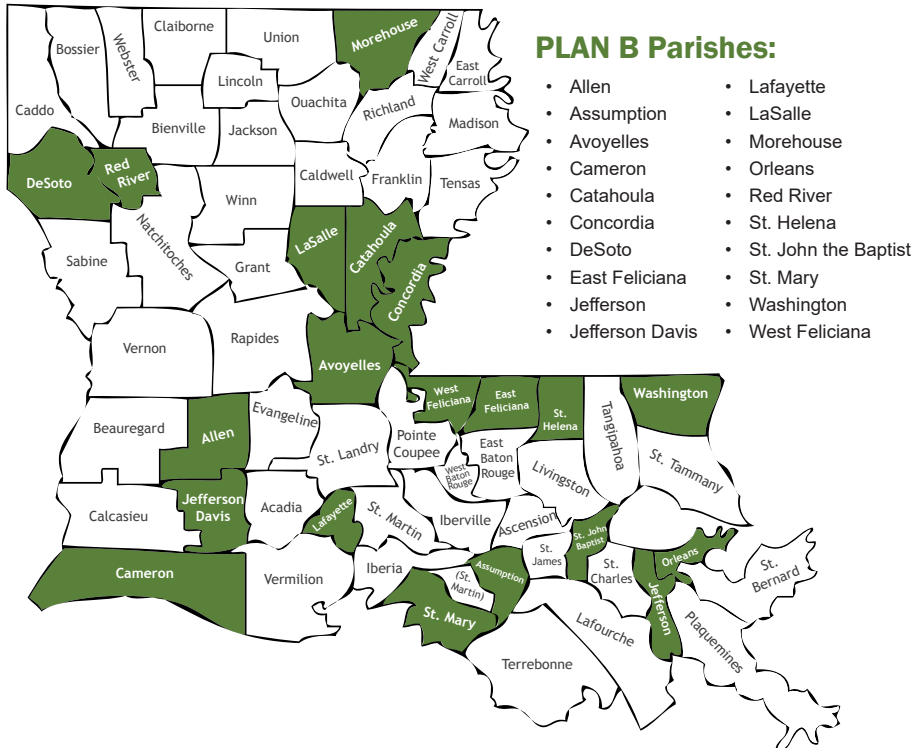 PLAN B Parishes:
• Allen
• Assumption
• Avoyelles
• Cameron
• Catahoula
• Concordia
• DeSoto
• East Feliciana
• Jefferson
• Jefferson Davis
• Lafayette
• LaSalle
• Morehouse
• Orleans
• Red River
• St. Helena
• St. John the Baptist
• St. Mary
• Washington
• West Feliciana
Caddo
Bossier
Webster
Claiborne
Union
Morehouse
West Carroll
East
Carroll
Lincoln
Ouachita
Richland
Madison
Bienville
Jackson
DeSoto
Red
River
Caldwell
Franklin
Tensas
Winn
Natchitoches
Sabine
Grant
LaSalle
Catahoula
Concordia
Vernon
Rapides
Avoyelles
Beauregard
Allen
Evangeline
St. Landry
Pointe
Coupee
West
Feliciana
East
Feliciana
St.
Helena
Tangipahoa
Washington
West
Baton
Rouge
East
Baton
Rouge
Livingston
St. Tammany
Calcasieu
Jefferson
Davis
Acadia
Lafayette
St. Martin
Iberville
Ascension
St. John
Baptist
St.
James
St.
Charles
Orleans
St.
Bernard
Cameron
Vermilion
Iberia
(St.
Martin)
Assumption
St. Mary
Jefferson
Plaquemines
Lafourche
Terrebonne